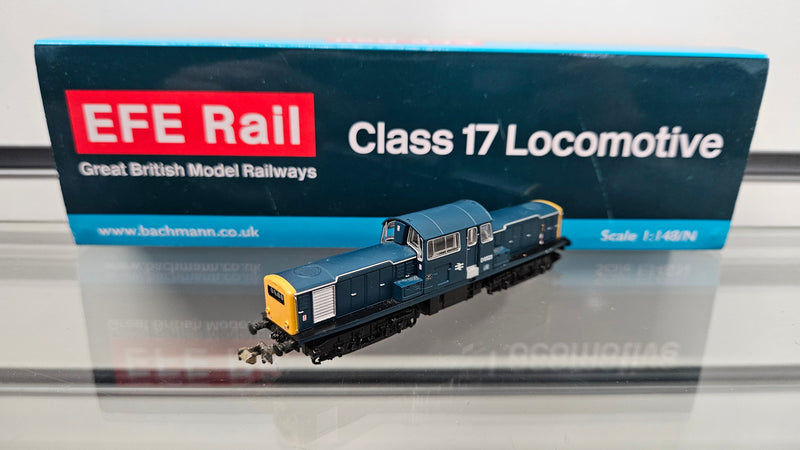 EFE Rail
Class 17 Locomotive
Great British Model Railways
www.bachmann.co.uk
Scale 1:148/N